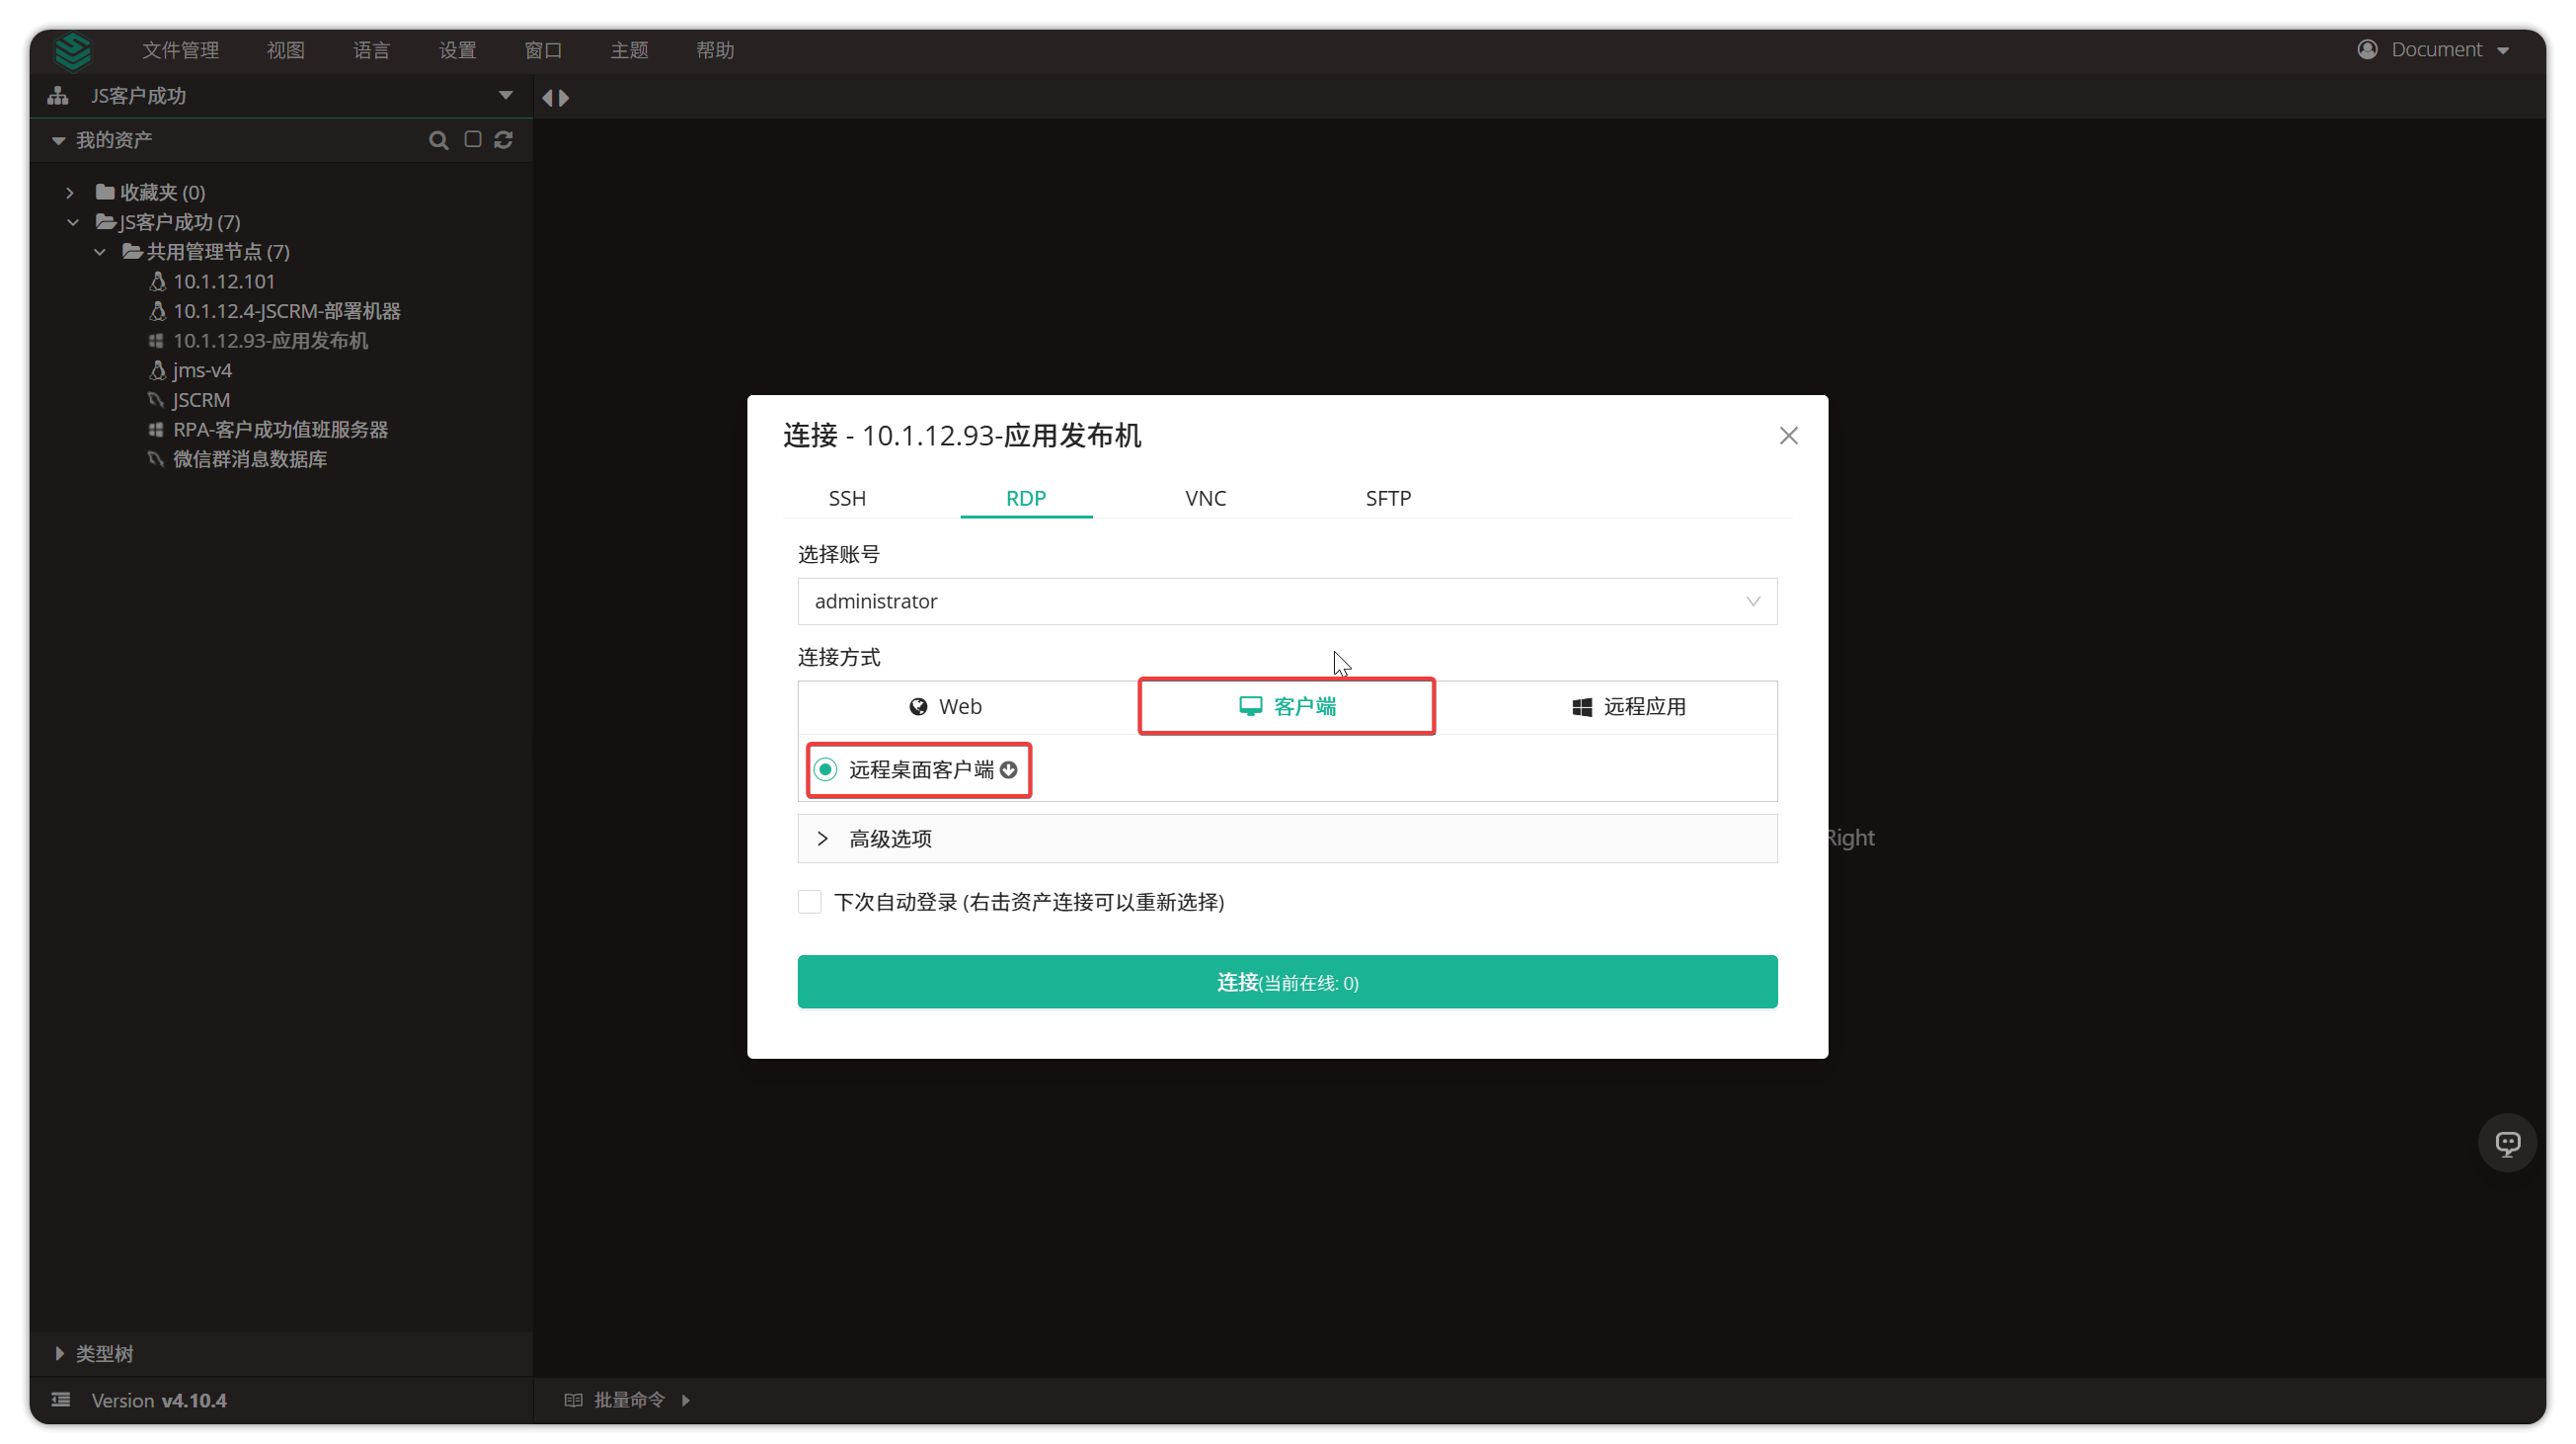 文件管理 视图 语言 设置 窗口 主题 帮助 Document
JS客户成功
我的资产
收藏夹 (0)
JS客户成功 (7)
共用管理节点 (7)
10.1.12.101
10.1.12.4-JSCRM-部署机器
10.1.12.93-应用发布机
jms-v4
JSCRM
RPA-客户成功值班服务器
微信群消息数据库
连接 - 10.1.12.93-应用发布机
SSH RDP VNC SFTP
选择账号
administrator
连接方式
Web 客户端 远程应用
远程桌面客户端
高级选项
Right
下次自动登录 (右击资产连接可以重新选择)
连接(当前在线: 0)
类型树
Version v4.10.4
批量命令